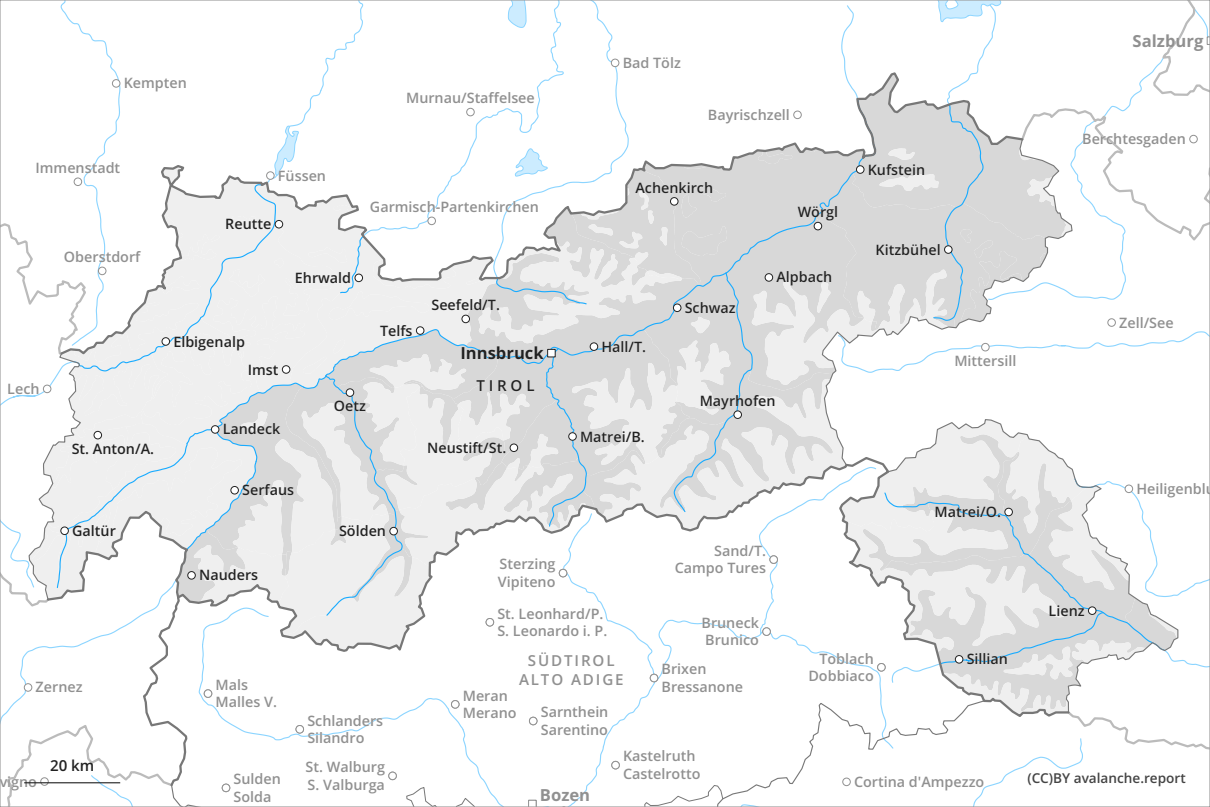 Salzburg
Bad Tölz
Kempten
Murnau/Staffelsee
Bayrischzell
Berchtesgaden
Immenstadt
Füssen
Kufstein
Achenkirch
Garmisch-Partenkirchen
Wörgl
Reutte
Kitzbühel
Oberstdorf
Ehrwald
Alpbach
Seefeld/T.
Schwaz
Telfs
Zell/See
Elbigenalp
Innsbruck
Hall/T.
Mittersill
Imst
TIROL
Lech
Oetz
Mayrhofen
Landeck
Matrei/B.
St. Anton/A.
Neustift/St.
Serfaus
Heiligenblu
Matrei/O.
Galtür
Sölden
Sand/T.
Campo Tures
Sterzing
Vipiteno
Nauders
Lienz
St. Leonhard/P.
S. Leonardo i. P.
Bruneck
Brunico
SÜDTIROL
ALTO ADIGE
Toblach
Dobbiaco
Sillian
Brixen
Bressanone
Zernez
Mals
Malles V.
Meran
Merano
Sarnthein
Sarentino
Schlanders
Silandro
Kastelruth
Castelrotto
St. Walburg
S. Valburga
20 km
vigno
Sulden
Solda
Cortina d'Ampezzo
(CC)BY avalanche.report
Bozen